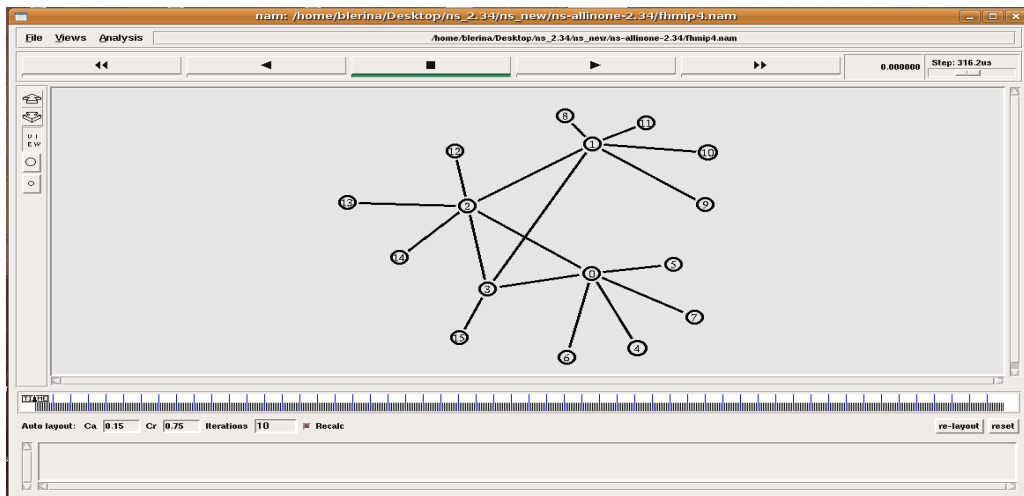 nam: /home/blerina/Desktop/ns_2.34/ns_new/ns-allinone-2.34/fhmip4.nam
File Views Analysis /home/blerina/Desktop/ns_2.34/ns_new/ns-allinone-2.34/fhmip4.nam
0.000000 Step: 316.2us
VIEW
8
11
1
10
12
13
2
9
14
5
0
3
7
15
4
6
TIME
Auto layout: Ca 0.15 Cr 0.75 Iterations 10 Recalc re-layout reset